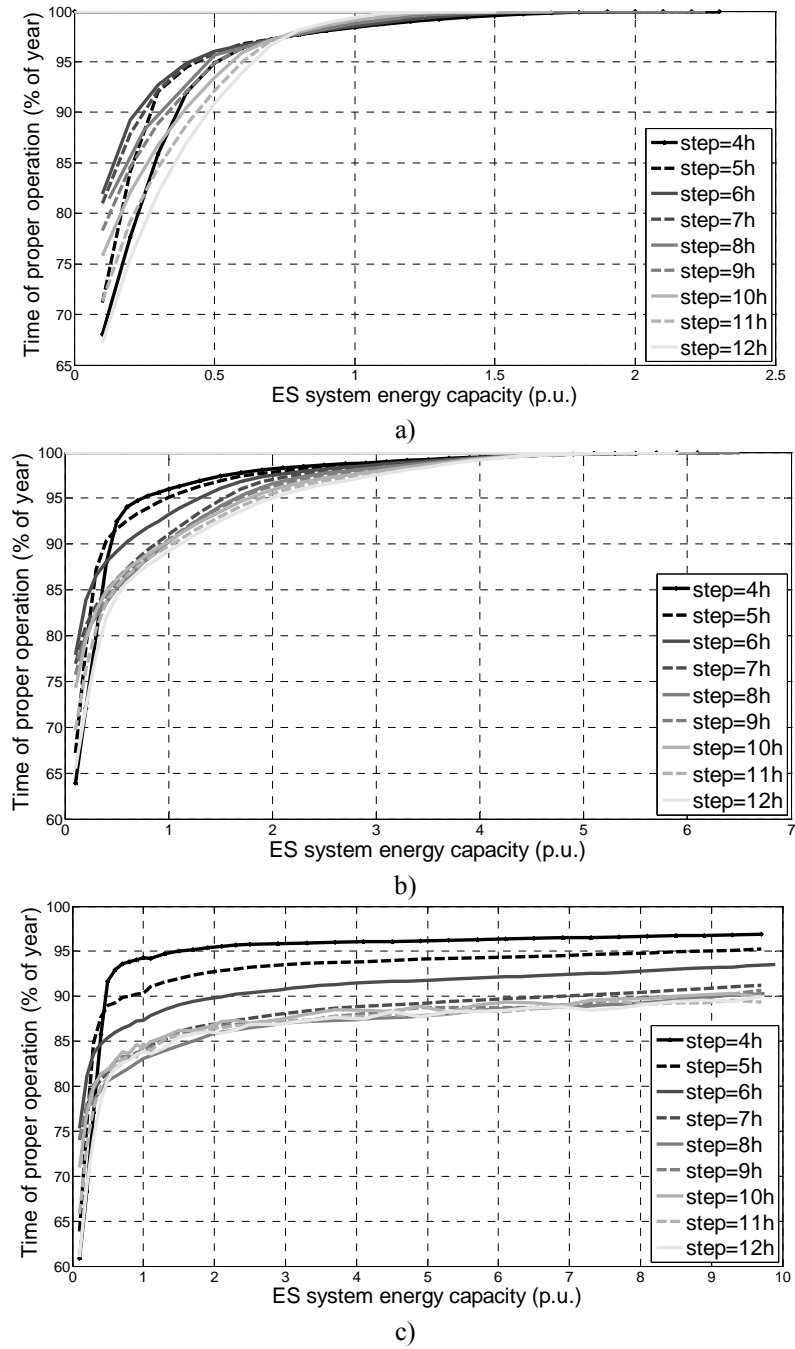 Time of proper operation (% of year)
100
95
90
85
80
75
70
65
0
0.5
1
1.5
2
2.5
ES system energy capacity (p.u.)
step=4h
step=5h
step=6h
step=7h
step=8h
step=9h
step=10h
step=11h
step=12h
a)
Time of proper operation (% of year)
100
95
90
85
80
75
70
65
60
0
1
2
3
4
5
6
7
ES system energy capacity (p.u.)
step=4h
step=5h
step=6h
step=7h
step=8h
step=9h
step=10h
step=11h
step=12h
b)
Time of proper operation (% of year)
100
95
90
85
80
75
70
65
60
0
1
2
3
4
5
6
7
8
9
10
ES system energy capacity (p.u.)
step=4h
step=5h
step=6h
step=7h
step=8h
step=9h
step=10h
step=11h
step=12h
c)